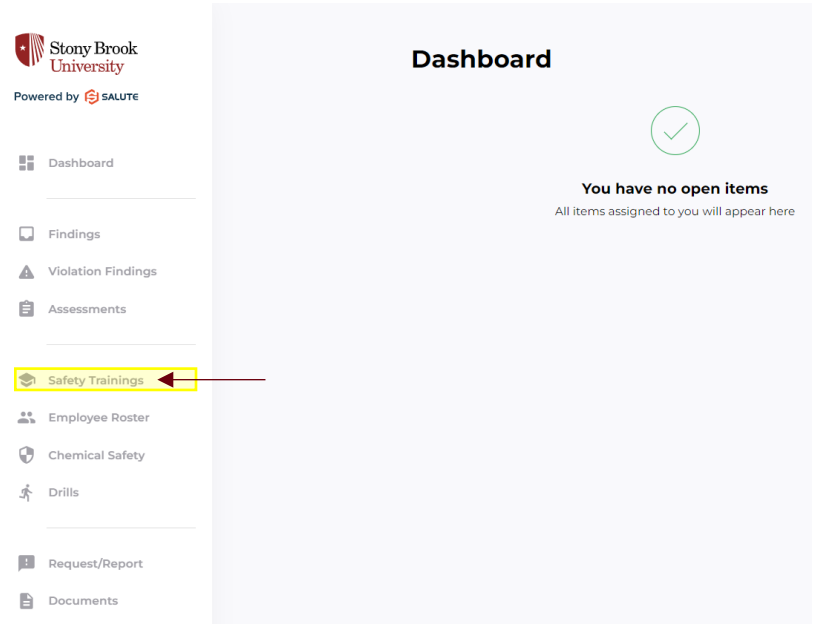 Stony Brook
University
Powered by SALUTE
Dashboard
Findings
Violation Findings
Assessments
Safety Trainings
Employee Roster
Chemical Safety
Drills
Request/Report
Documents
Dashboard
You have no open items
All items assigned to you will appear here